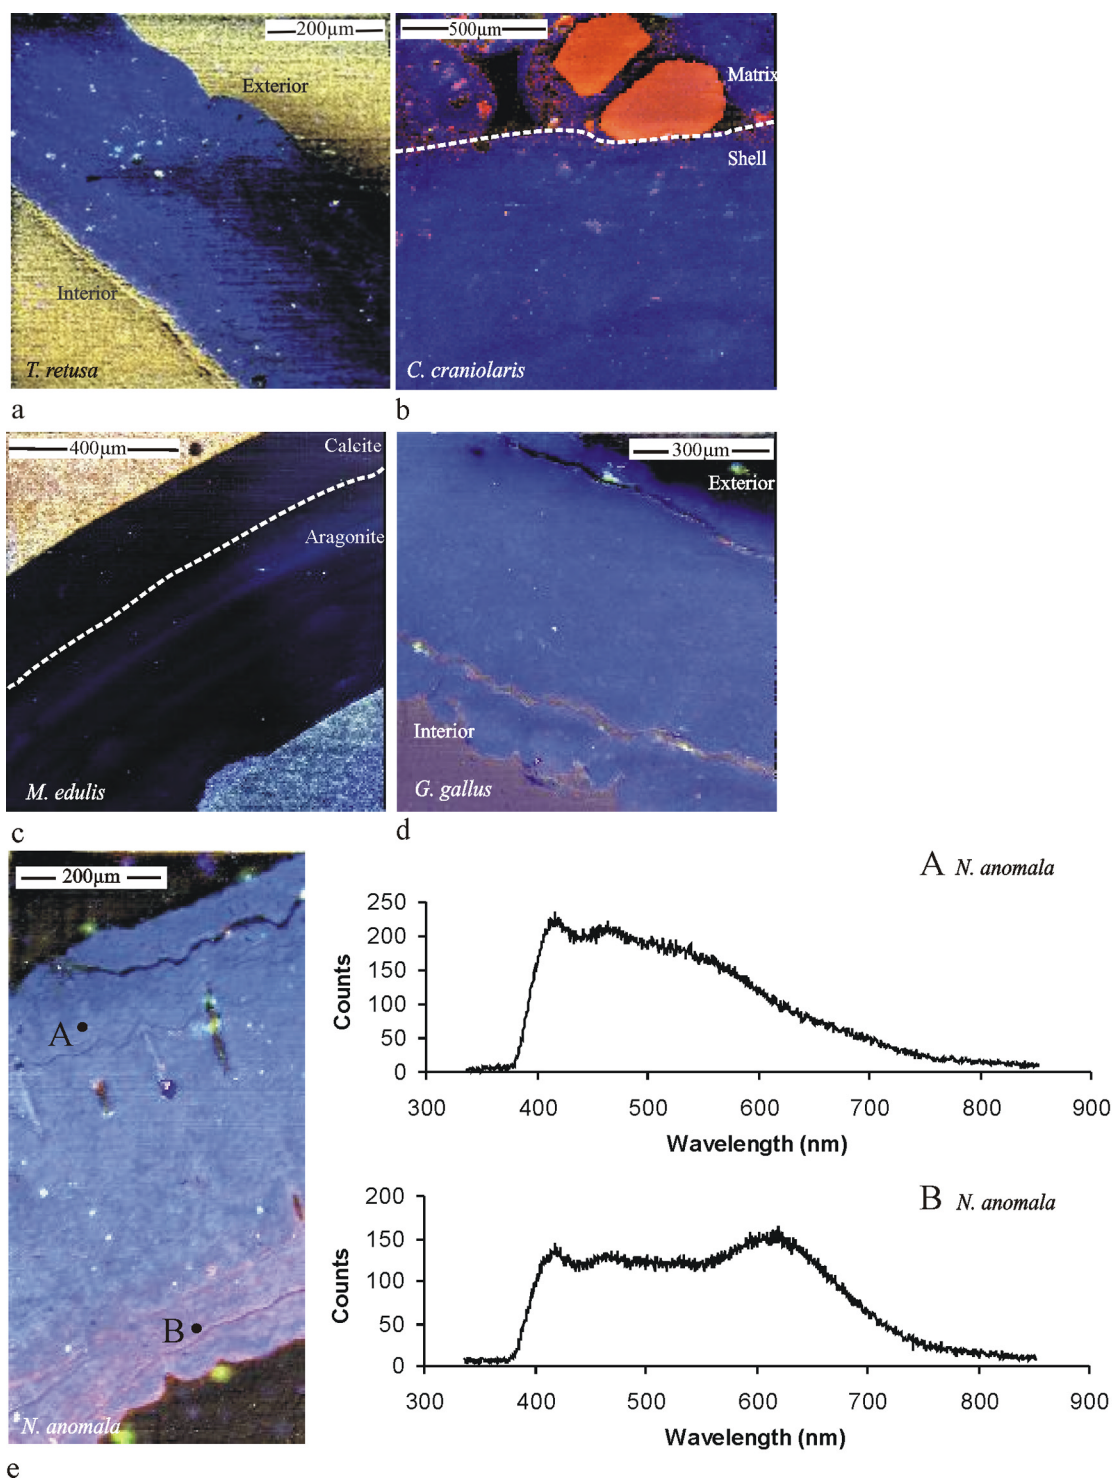 200µm
Exterior
Interior
T. retusa
a
500µm
Matrix
Shell
C. craniolaris
b
400µm
Calcite
Aragonite
M. edulis
c
300µm
Exterior
Interior
G. gallus
d
200µm
A
B
N. anomala
e
A N. anomala
250
200
150
100
50
0
Counts
300 400 500 600 700 800 900
Wavelength (nm)
B N. anomala
200
150
100
50
0
Counts
300 400 500 600 700 800 900
Wavelength (nm)